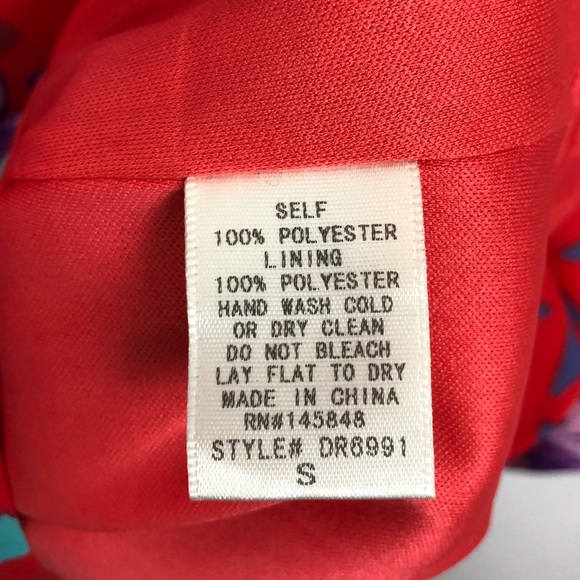 SELF
100% POLYESTER
LINING
100% POLYESTER
HAND WASH COLD
OR DRY CLEAN
DO NOT BLEACH
LAY FLAT TO DRY
MADE IN CHINA
RN#145848
STYLE# DR6991
S